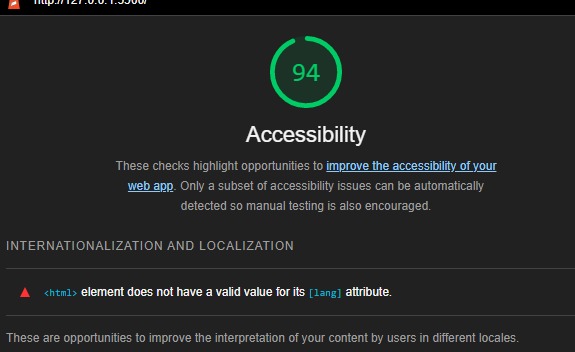 http://127.0.0.1:5500/
94
Accessibility
These checks highlight opportunities to improve the accessibility of your
web app. Only a subset of accessibility issues can be automatically
detected so manual testing is also encouraged.
INTERNATIONALIZATION AND LOCALIZATION
<html> element does not have a valid value for its [lang] attribute.
These are opportunities to improve the interpretation of your content by users in different locales.